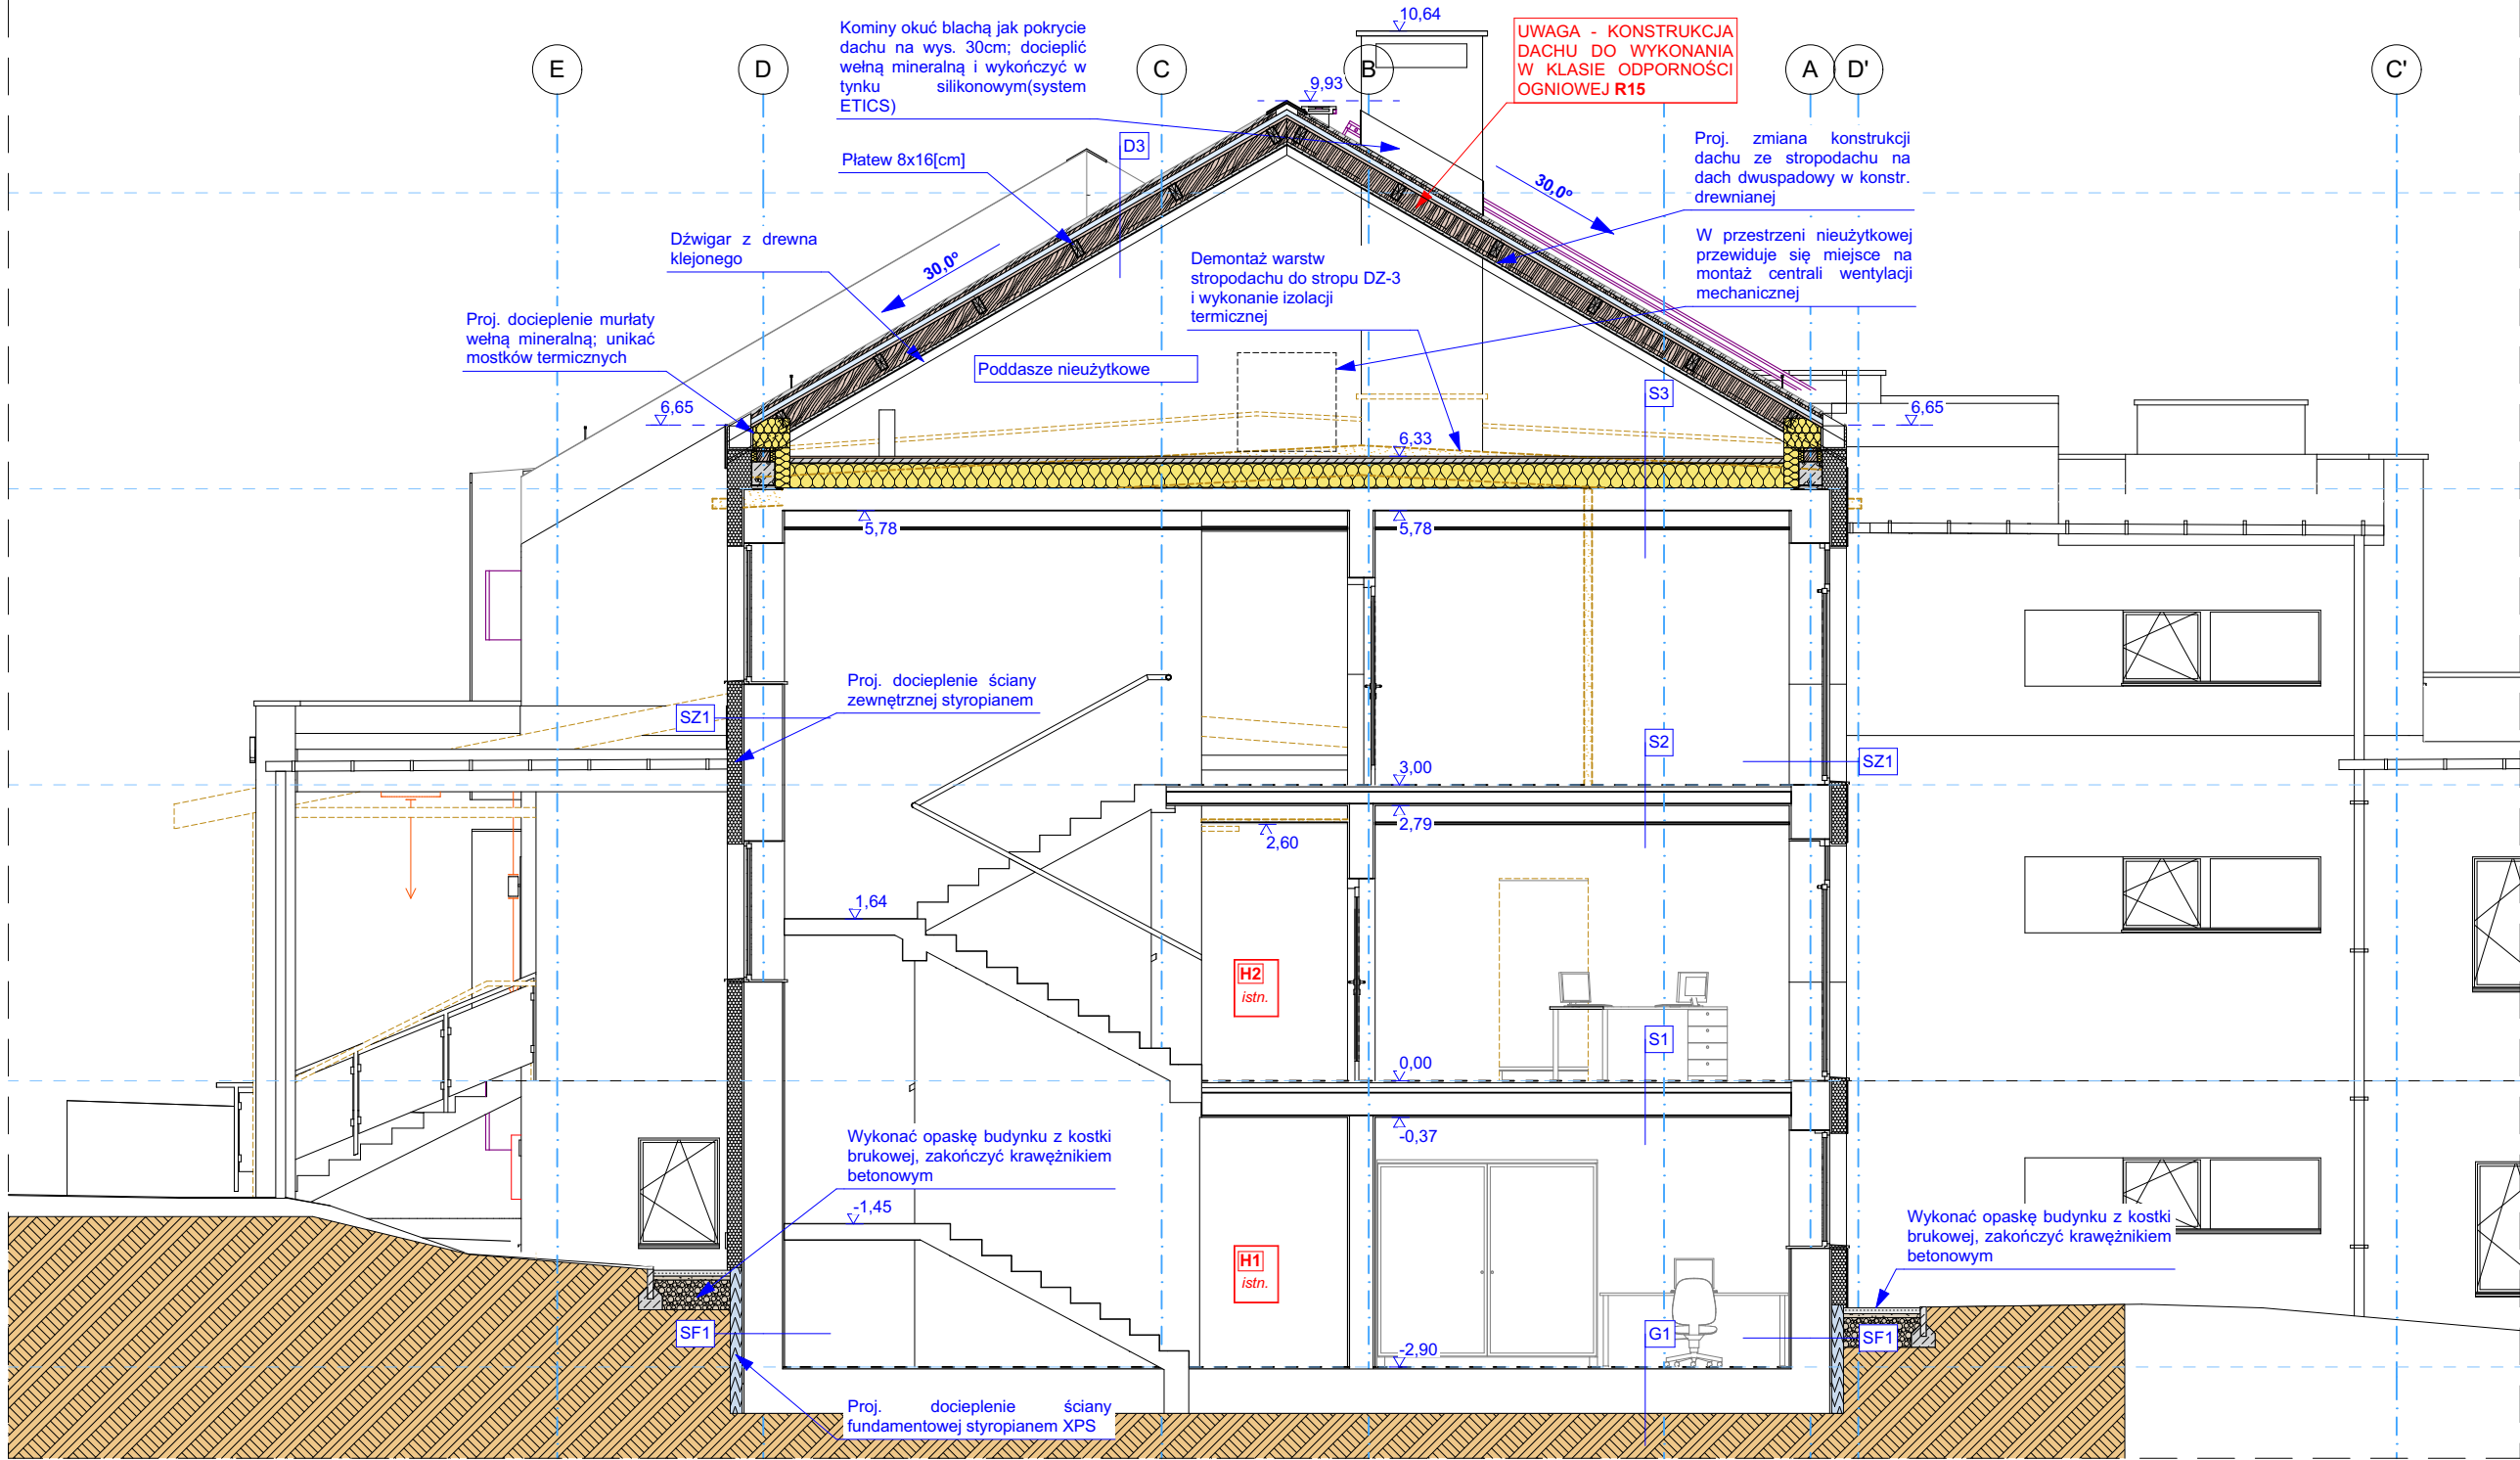 10,64
Kominy okuć blachą jak pokrycie
dachu na wys. 30cm; docieplić
wełną mineralną i wykończyć w
tynku silikonowym(system
ETICS)
UWAGA - KONSTRUKCJA
DACHU DO WYKONANIA
W KLASIE ODPORNOŚCI
OGNIOWEJ R15
E
D
C
B
A
D'
C'
9,93
D3
Płatew 8x16[cm]
Proj. zmiana konstrukcji
dachu ze stropodachu na
dach dwuspadowy w konstr.
drewnianej
30,0°
Dźwigar z drewna
klejonego
30,0°
Demontaż warstw
stropodachu do stropu DZ-3
i wykonanie izolacji
termicznej
W przestrzeni nieużytkowej
przewiduje się miejsce na
montaż centrali wentylacji
mechanicznej
Proj. docieplenie murłaty
wełną mineralną; unikać
mostków termicznych
Poddasze nieużytkowe
S3
6,65
6,65
6,33
5,78
5,78
Proj. docieplenie ściany
zewnętrznej styropianem
SZ1
S2
SZ1
3,00
2,79
2,60
1,64
H2
istn.
S1
0,00
-0,37
Wykonać opaskę budynku z kostki
brukowej, zakończyć krawężnikiem
betonowym
-1,45
Wykonać opaskę budynku z kostki
brukowej, zakończyć krawężnikiem
betonowym
H1
istn.
SF1
G1
SF1
-2,90
Proj. docieplenie ściany
fundamentowej styropianem XPS